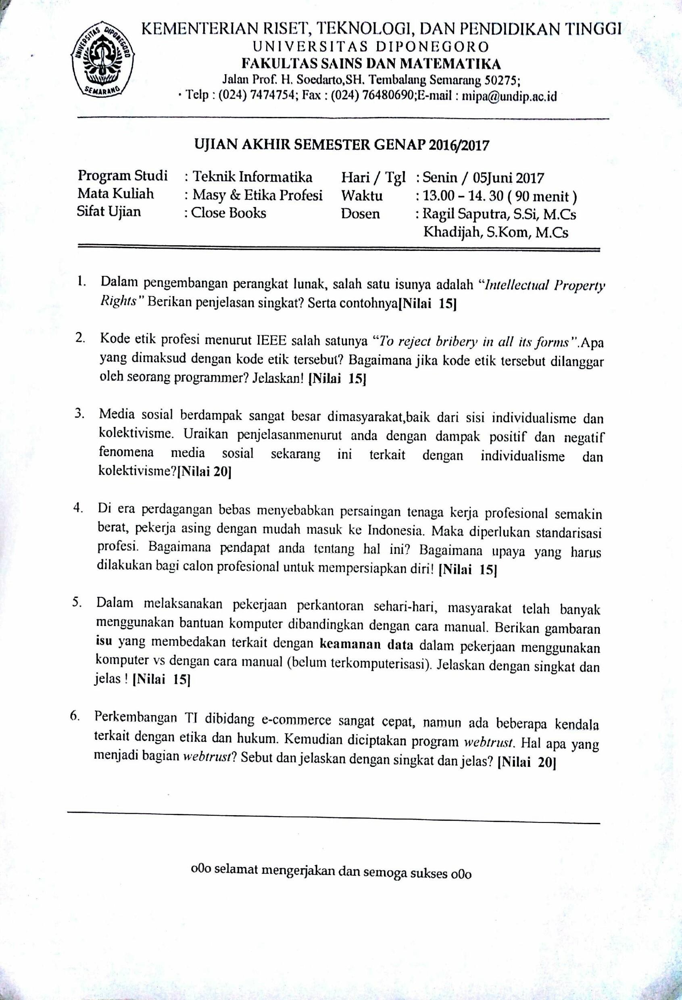 UNIVERSITAS DIPONEGORO
SEMARANG
KEMENTERIAN RISET, TEKNOLOGI, DAN PENDIDIKAN TINGGI
UNIVERSITAS DIPONEGORO
FAKULTAS SAINS DAN MATEMATIKA
Jalan Prof. H. Soedarto,SH. Tembalang Semarang 50275;
Telp : (024) 7474754; Fax : (024) 76480690;E-mail : mipa@undip.ac.id
UJIAN AKHIR SEMESTER GENAP 2016/2017
Program Studi : Teknik Informatika Hari / Tgl : Senin / 05Juni 2017
Mata Kuliah : Masy & Etika Profesi Waktu : 13.00 – 14. 30 ( 90 menit )
Sifat Ujian : Close Books Dosen : Ragil Saputra, S.Si, M.Cs
Khadijah, S.Kom, M.Cs
1. Dalam pengembangan perangkat lunak, salah satu isunya adalah “Intellectual Property
Rights” Berikan penjelasan singkat? Serta contohnya[Nilai 15]
2. Kode etik profesi menurut IEEE salah satunya “To reject bribery in all its forms”.Apa
yang dimaksud dengan kode etik tersebut? Bagaimana jika kode etik tersebut dilanggar
oleh seorang programmer? Jelaskan! [Nilai 15]
3. Media sosial berdampak sangat besar dimasyarakat,baik dari sisi individualisme dan
kolektivisme. Uraikan penjelasanmenurut anda dengan dampak positif dan negatif
fenomena media sosial sekarang ini terkait dengan individualisme dan
kolektivisme?[Nilai 20]
4. Di era perdagangan bebas menyebabkan persaingan tenaga kerja profesional semakin
berat, pekerja asing dengan mudah masuk ke Indonesia. Maka diperlukan standarisasi
profesi. Bagaimana pendapat anda tentang hal ini? Bagaimana upaya yang harus
dilakukan bagi calon profesional untuk mempersiapkan diri! [Nilai 15]
5. Dalam melaksanakan pekerjaan perkantoran sehari-hari, masyarakat telah banyak
menggunakan bantuan komputer dibandingkan dengan cara manual. Berikan gambaran
isu yang membedakan terkait dengan keamanan data dalam pekerjaan menggunakan
komputer vs dengan cara manual (belum terkomputerisasi). Jelaskan dengan singkat dan
jelas ! [Nilai 15]
6. Perkembangan TI dibidang e-commerce sangat cepat, namun ada beberapa kendala
terkait dengan etika dan hukum. Kemudian diciptakan program webtrust. Hal apa yang
menjadi bagian webtrust? Sebut dan jelaskan dengan singkat dan jelas? [Nilai 20]
o0o selamat mengerjakan dan semoga sukses o0o